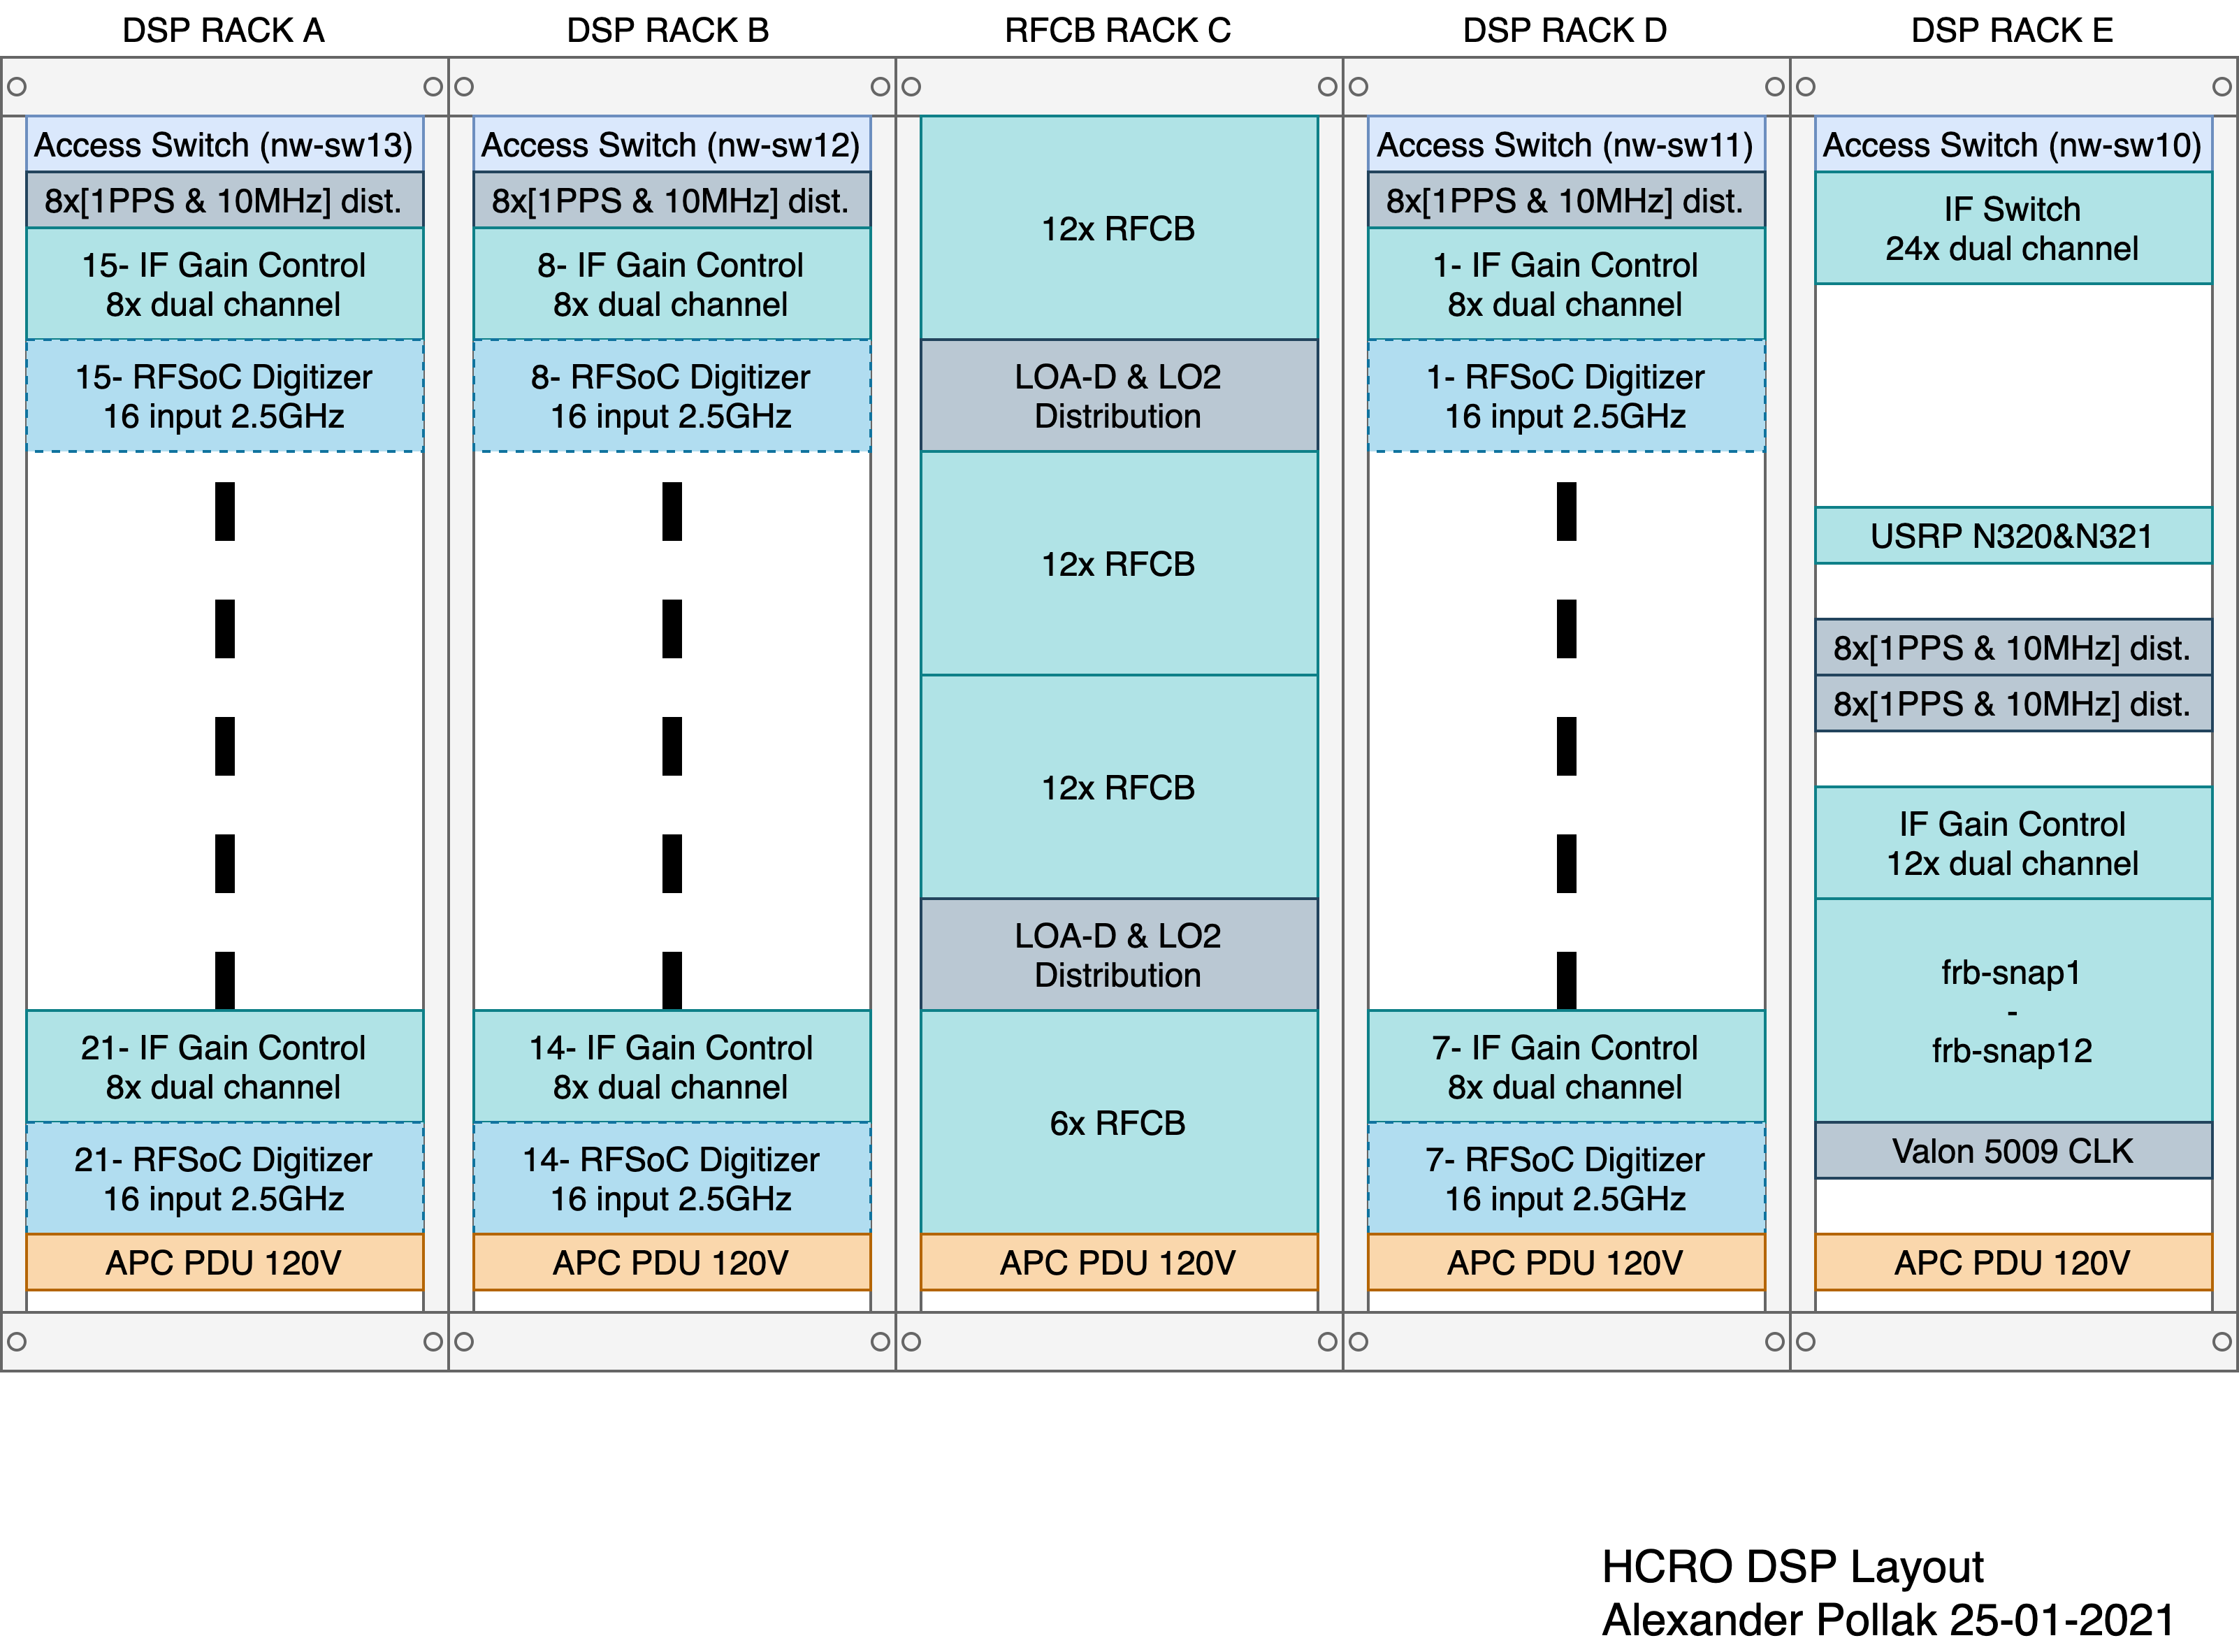 DSP RACK A
Access Switch (nw-sw13)
8x[1PPS & 10MHz] dist.
15- IF Gain Control
8x dual channel
15- RFSoC Digitizer
16 input 2.5GHz
21- IF Gain Control
8x dual channel
21- RFSoC Digitizer
16 input 2.5GHz
APC PDU 120V
DSP RACK B
Access Switch (nw-sw12)
8x[1PPS & 10MHz] dist.
8- IF Gain Control
8x dual channel
8- RFSoC Digitizer
16 input 2.5GHz
14- IF Gain Control
8x dual channel
14- RFSoC Digitizer
16 input 2.5GHz
APC PDU 120V
RFCB RACK C
12x RFCB
LOA-D & LO2
Distribution
12x RFCB
12x RFCB
LOA-D & LO2
Distribution
6x RFCB
APC PDU 120V
DSP RACK D
Access Switch (nw-sw11)
8x[1PPS & 10MHz] dist.
1- IF Gain Control
8x dual channel
1- RFSoC Digitizer
16 input 2.5GHz
7- IF Gain Control
8x dual channel
7- RFSoC Digitizer
16 input 2.5GHz
APC PDU 120V
DSP RACK E
Access Switch (nw-sw10)
IF Switch
24x dual channel
USRP N320&N321
8x[1PPS & 10MHz] dist.
8x[1PPS & 10MHz] dist.
IF Gain Control
12x dual channel
frb-snap1
-
frb-snap12
Valon 5009 CLK
APC PDU 120V
HCRO DSP Layout
Alexander Pollak 25-01-2021